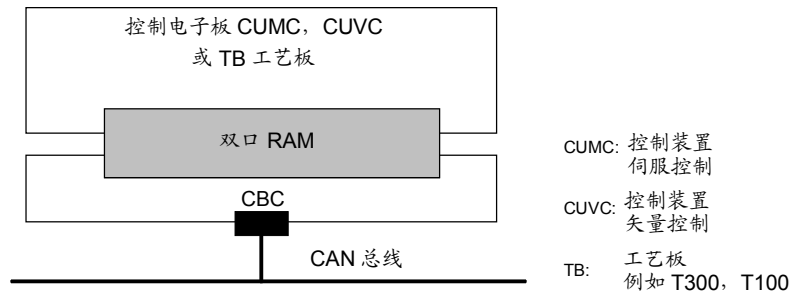 控制电子板 CUMC，CUVC
或 TB 工艺板
双口 RAM
CBC
CAN 总线
CUMC: 控制装置
伺服控制
CUVC: 控制装置
矢量控制
TB: 工艺板
例如 T300，T100